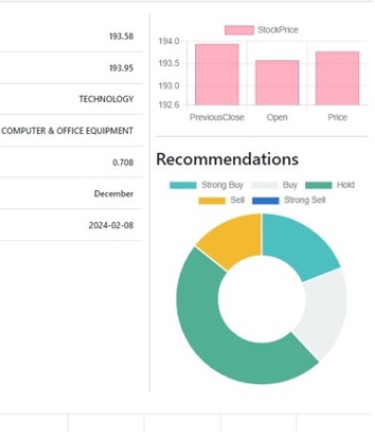 193.58
193.95
TECHNOLOGY
COMPUTER & OFFICE EQUIPMENT
0.708
December
2024-02-08
StockPrice
194.0
193.5
193.0
192.6
PreviousClose Open Price
Recommendations
Strong Buy Buy Hold
Sell Strong Sell